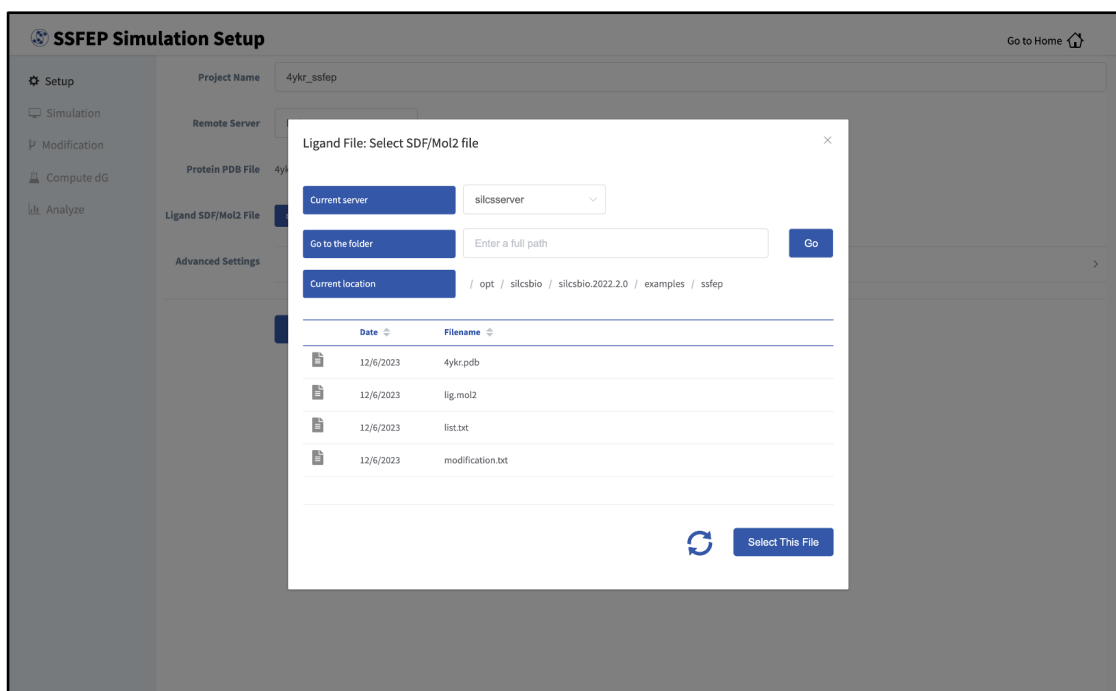 SSFEP Simulation Setup
Go to Home
Setup
Simulation
Modification
Compute dG
Analyze
Project Name 4ykr_ssfep
Remote Server
Protein PDB File
Ligand SDF/Mol2 File
Advanced Settings
Ligand File: Select SDF/Mol2 file
Current server silcsserver
Go to the folder Enter a full path Go
Current location / opt / silcsbio / silcsbio.2022.2.0 / examples / ssfep
Date Filename
12/6/2023 4ykr.pdb
12/6/2023 lig.mol2
12/6/2023 list.txt
12/6/2023 modification.txt
Select This File